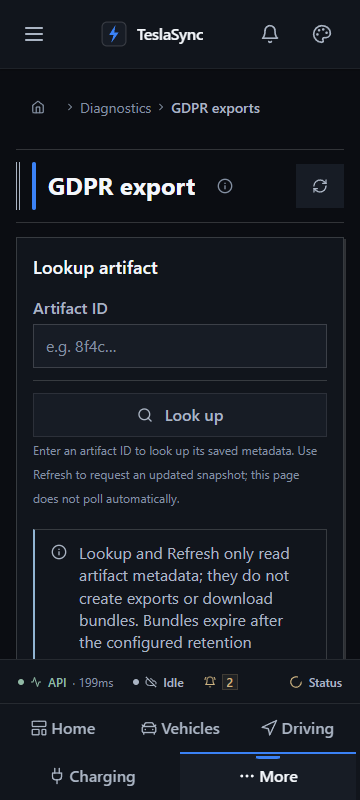 TeslaSync
Diagnostics
GDPR exports
GDPR export
Lookup artifact
Artifact ID
e.g. 8f4c...
Look up
Enter an artifact ID to look up its saved metadata. Use
Refresh to request an updated snapshot; this page
does not poll automatically.
Lookup and Refresh only read
artifact metadata; they do not
create exports or download
bundles. Bundles expire after
the configured retention
API · 199ms
Idle
2
Status
Home
Vehicles
Driving
Charging
More